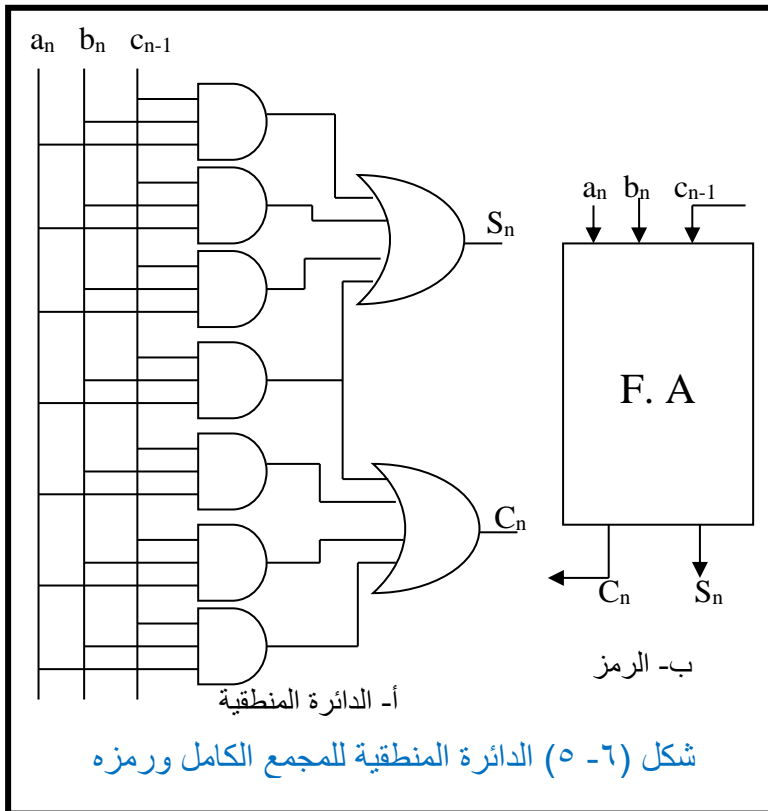 aₙ bₙ cₙ₋₁
Sₙ
Cₙ
aₙ bₙ cₙ₋₁
F. A
Cₙ Sₙ
ب- الرمز
أ- الدائرة المنطقية
شكل (٦- ٥) الدائرة المنطقية للمجمع الكامل ورمزه